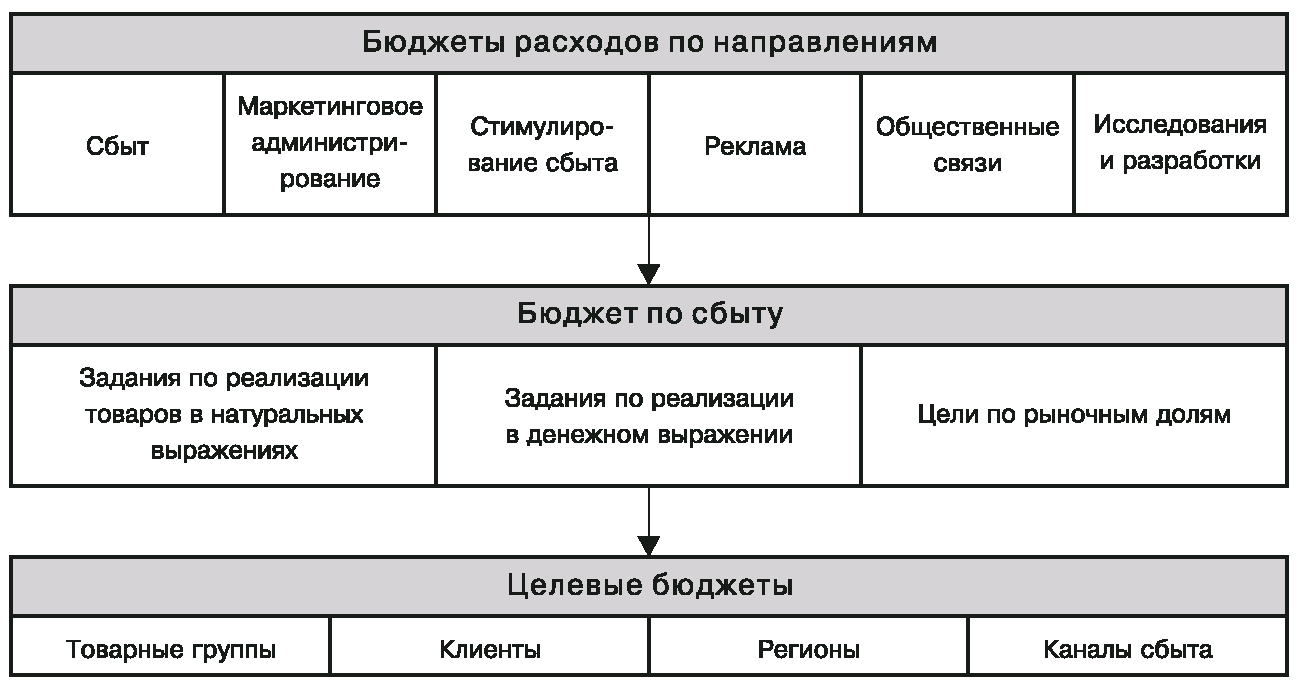 Бюджеты расходов по направлениям
Сбыт
Маркетинговое
администри-
рование
Стимулиро-
вание сбыта
Реклама
Общественные
связи
Исследования
и разработки
Бюджет по сбыту
Задания по реализации
товаров в натуральных
выражениях
Задания по реализации
в денежном выражении
Цели по рыночным долям
Целевые бюджеты
Товарные группы
Клиенты
Регионы
Каналы сбыта